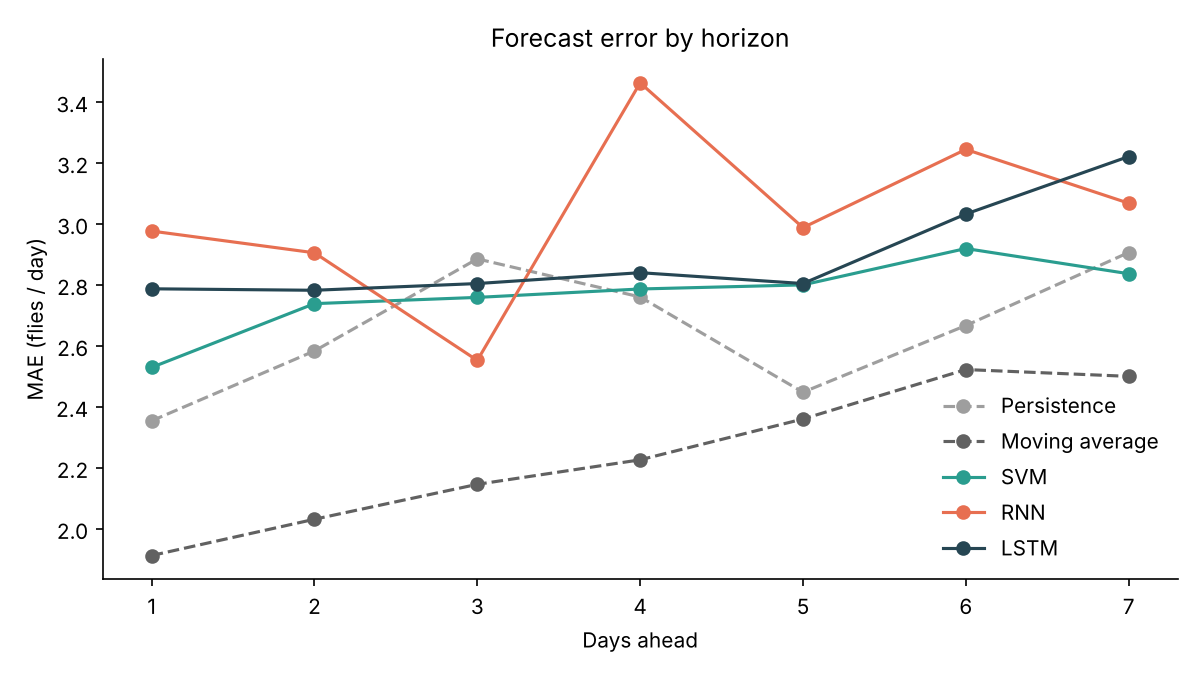 Forecast error by horizon
MAE (flies / day)
3.4
3.2
3.0
2.8
2.6
2.4
2.2
2.0
Persistence
Moving average
SVM
RNN
LSTM
1 2 3 4 5 6 7
Days ahead